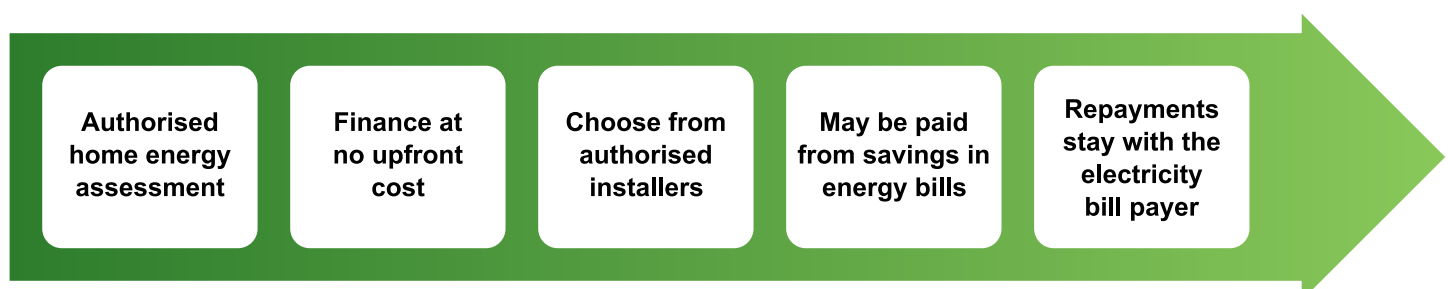 Authorised
home energy
assessment
Finance at
no upfront
cost
Choose from
authorised
installers
May be paid
from savings in
energy bills
Repayments
stay with the
electricity
bill payer